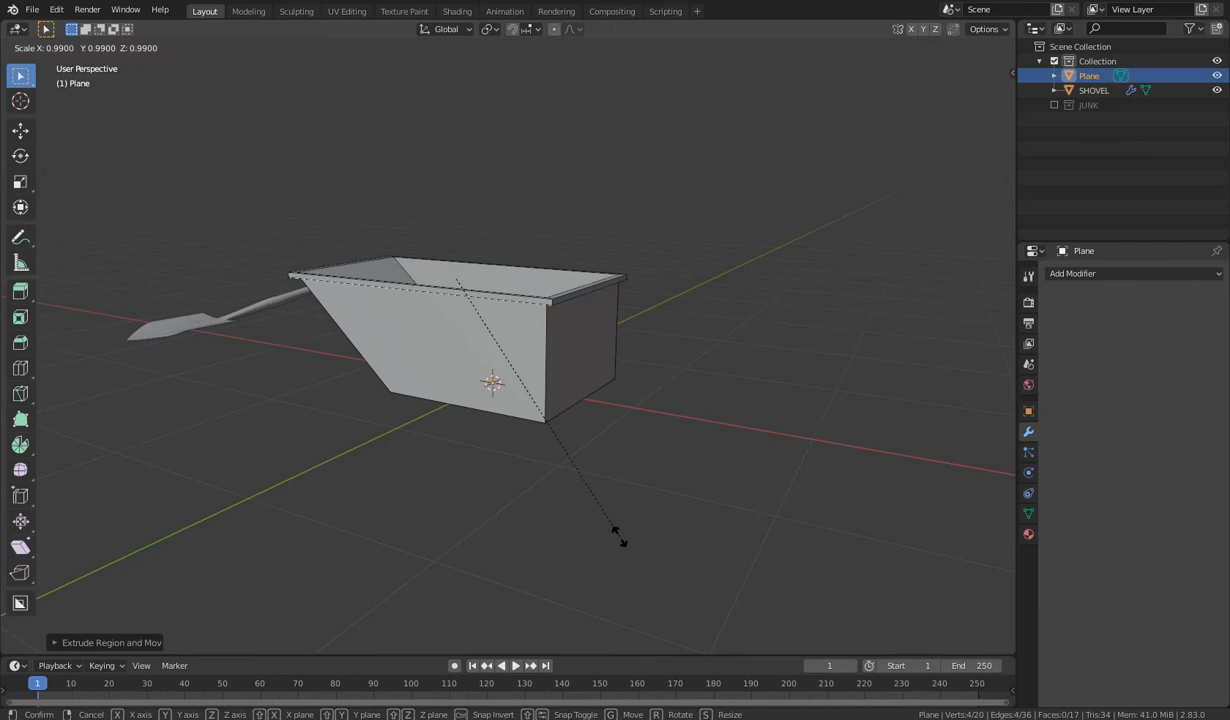 File Edit Render Window Help Layout Modeling Sculpting UV Editing Texture Paint Shading Animation Rendering Compositing Scripting + Scene View Layer
Global X Y Z Options
Scale X: 0.9900 Y: 0.9900 Z: 0.9900
User Perspective
(1) Plane
Scene Collection
Collection
Plane
SHOVEL
JUNK
Plane
Add Modifier
Extrude Region and Mov
Playback Keying View Marker 1 Start 1 End 250
1 10 20 30 40 50 60 70 80 90 100 110 120 130 140 150 160 170 180 190 200 210 220 230 240 250
Confirm Cancel X X axis Y Y axis Z Z axis X X plane Y Y plane Z Z plane Ctrl Snap Invert Snap Toggle G Move R Rotate S Resize Plane | Verts:4/20 | Edges:4/36 | Faces:0/17 | Tris:34 | Mem: 41.0 MiB | 2.83.0